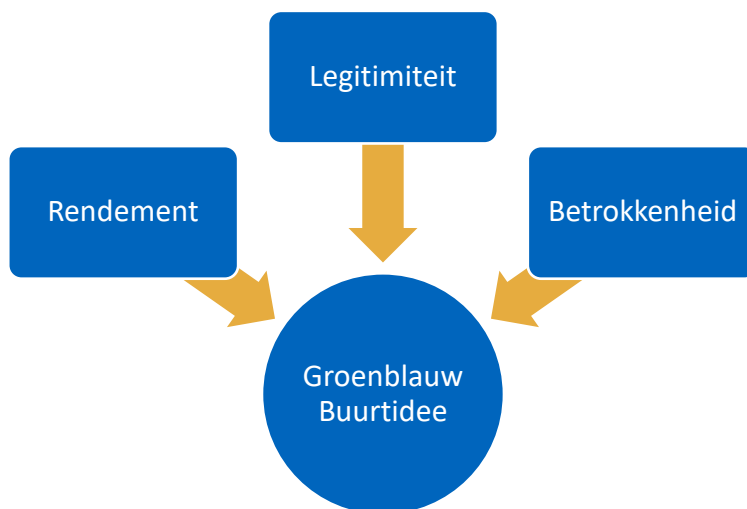 Legitimiteit
Rendement
Betrokkenheid
Groenblauw
Buurtidee